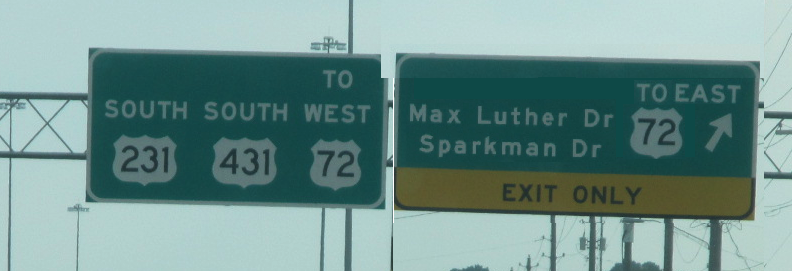 TO
SOUTH SOUTH WEST
231 431 72
TO EAST
Max Luther Dr 72
Sparkman Dr
EXIT ONLY